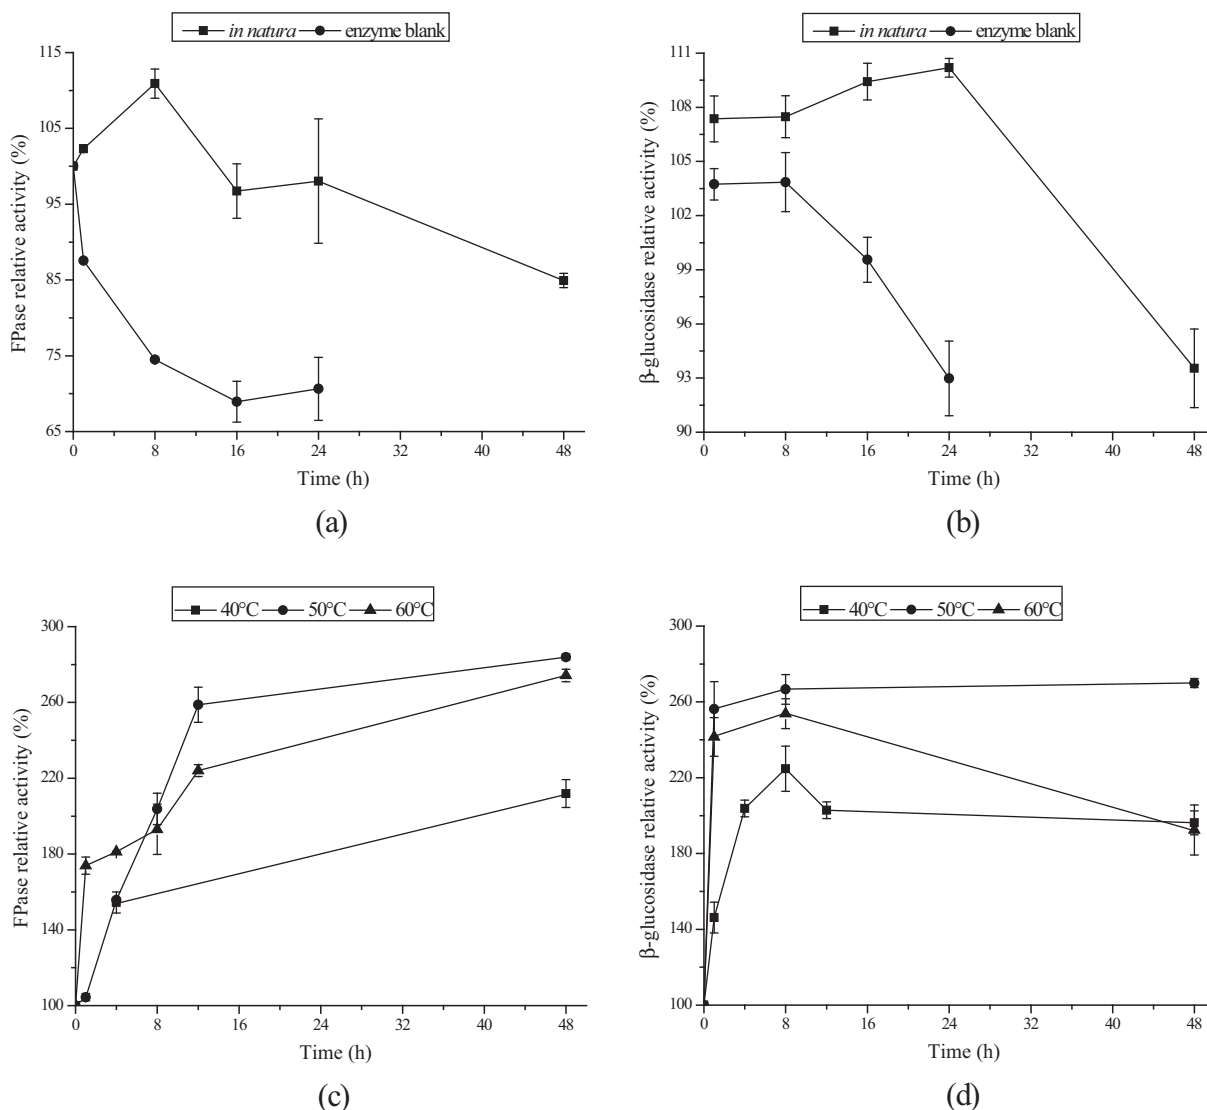 in natura enzyme blank
115
105
95
85
75
65
FPase relative activity (%)
0 8 16 24 32 40 48
Time (h)
(a)
in natura enzyme blank
111
108
105
102
99
96
93
90
β-glucosidase relative activity (%)
0 8 16 24 32 40 48
Time (h)
(b)
40°C 50°C 60°C
300
260
220
180
140
100
FPase relative activity (%)
0 8 16 24 32 40 48
Time (h)
(c)
40°C 50°C 60°C
300
260
220
180
140
100
β-glucosidase relative activity (%)
0 8 16 24 32 40 48
Time (h)
(d)